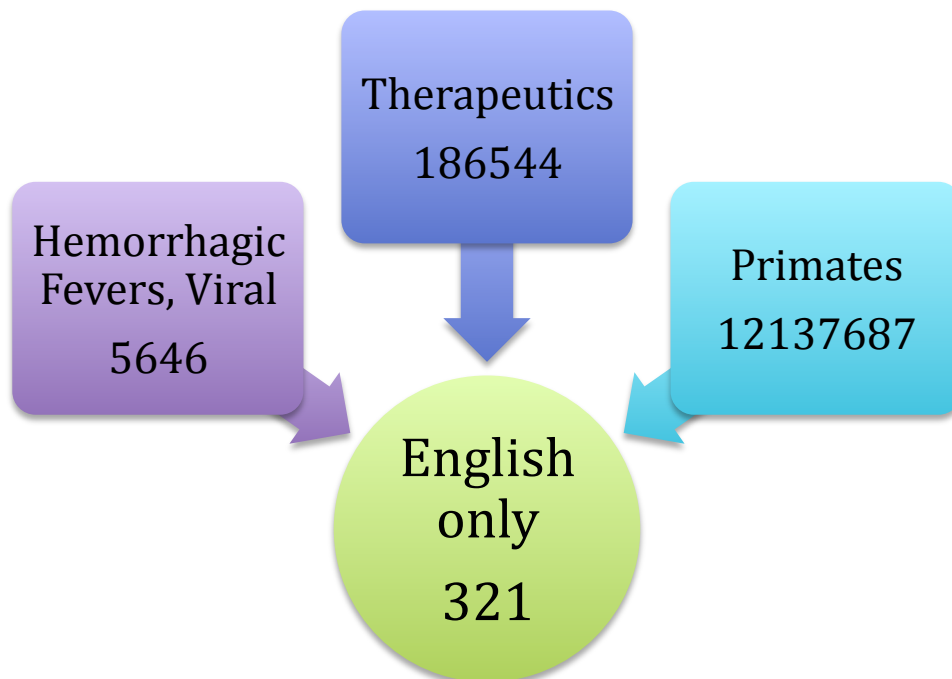 Therapeutics
186544
Hemorrhagic
Fevers, Viral
5646
Primates
12137687
English
only
321